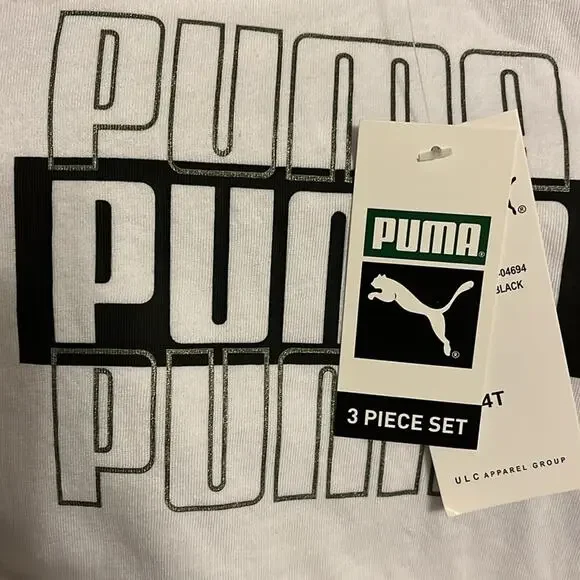 PUMA
PUMA
PUMA
PUMA®
®
3 PIECE SET
®
-04694
BLACK
4T
ULC APPAREL GROUP